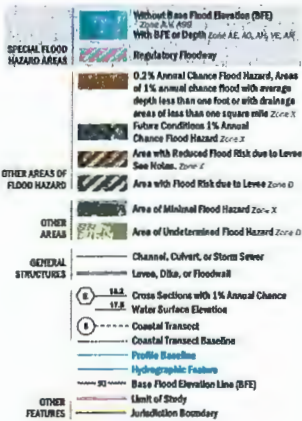 Without Base Flood Elevation (BFE)
Zone A, V, A99
SPECIAL FLOOD
HAZARD AREAS
With BFE or Depth Zone AE, AO, AH, VE, AR
Regulatory Floodway
0.2% Annual Chance Flood Hazard, Areas
of 1% annual chance flood with average
depth less than one foot or with drainage
areas of less than one square mile Zone X
Future Conditions 1% Annual
Chance Flood Hazard Zone X
Area with Reduced Flood Risk due to Levee
See Notes. Zone X
OTHER AREAS OF
FLOOD HAZARD
Area with Flood Risk due to Levee Zone D
Area of Minimal Flood Hazard Zone X
OTHER
AREAS
Area of Undetermined Flood Hazard Zone D
GENERAL
STRUCTURES
Channel, Culvert, or Storm Sewer
Levee, Dike, or Floodwall
18.2
Cross Sections with 1% Annual Chance
17.5
Water Surface Elevation
8
Coastal Transect
Coastal Transect Baseline
Profile Baseline
Hydrographic Feature
Base Flood Elevation Line (BFE)
OTHER
FEATURES
Limit of Study
Jurisdiction Boundary